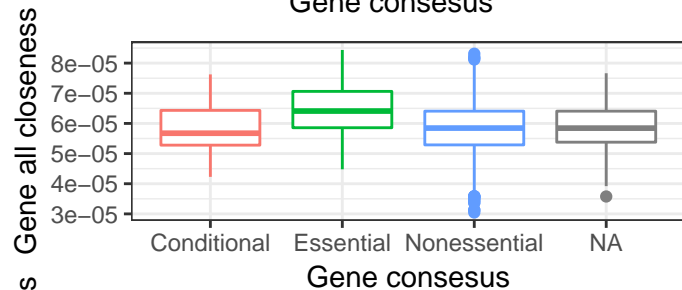 Gene consesus
Gene all closeness
8e−05
7e−05
6e−05
5e−05
4e−05
3e−05
Conditional Essential Nonessential NA
Gene consesus
s